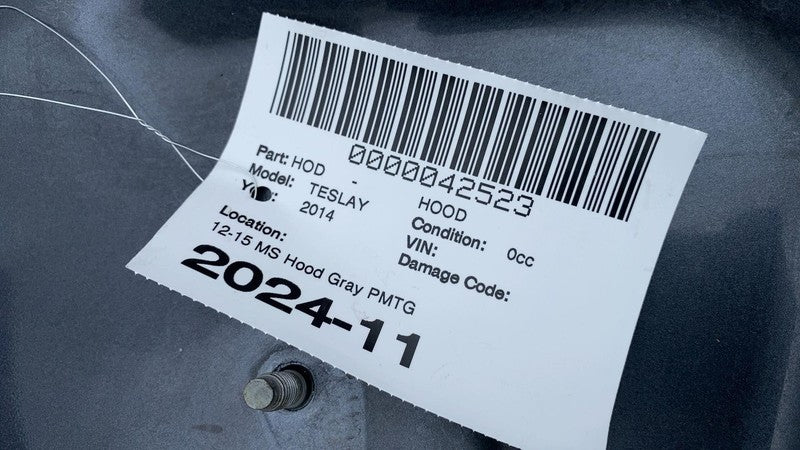 0000042523
Part: HOD - HOOD
Model: TESLAY Condition: 0cc
2014 VIN:
Location: Damage Code:
12-15 MS Hood Gray PMTG
2024-11